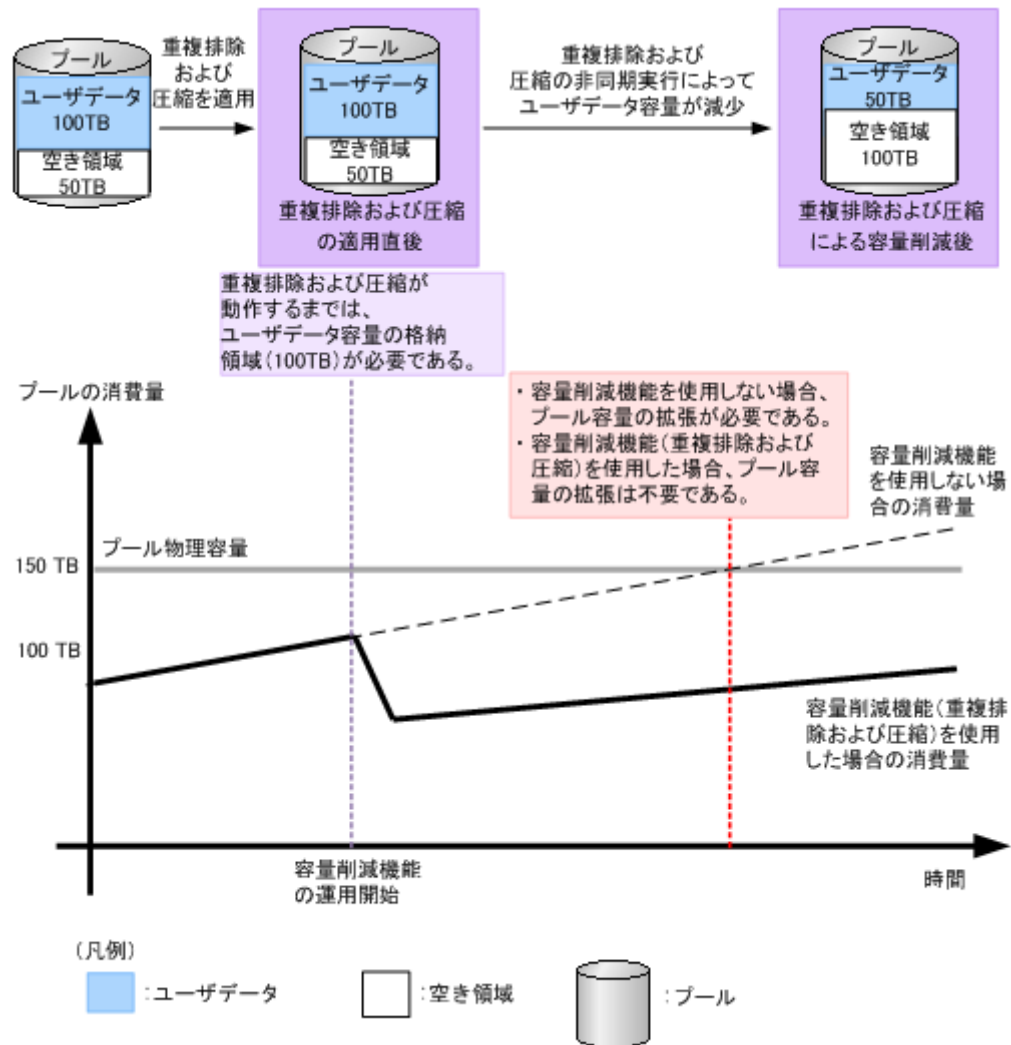 プール
ユーザデータ
100TB
空き領域
50TB
重複排除
および
圧縮を適用
プール
ユーザデータ
100TB
空き領域
50TB
重複排除および圧縮
の適用直後
重複排除および
圧縮の非同期実行によって
ユーザデータ容量が減少
プール
ユーザデータ
50TB
空き領域
100TB
重複排除および圧縮
による容量削減後
重複排除および圧縮が
動作するまでは、
ユーザデータ容量の格納
領域(100TB)が必要である。
プールの消費量
・容量削減機能を使用しない場合、
プール容量の拡張が必要である。
・容量削減機能(重複排除および
圧縮)を使用した場合、プール容
量の拡張は不要である。
容量削減機能
を使用しない場
合の消費量
プール物理容量
150 TB
100 TB
容量削減機能(重複排
除および圧縮)を使用
した場合の消費量
容量削減機能
の運用開始
時間
(凡例)
:ユーザデータ
:空き領域
:プール